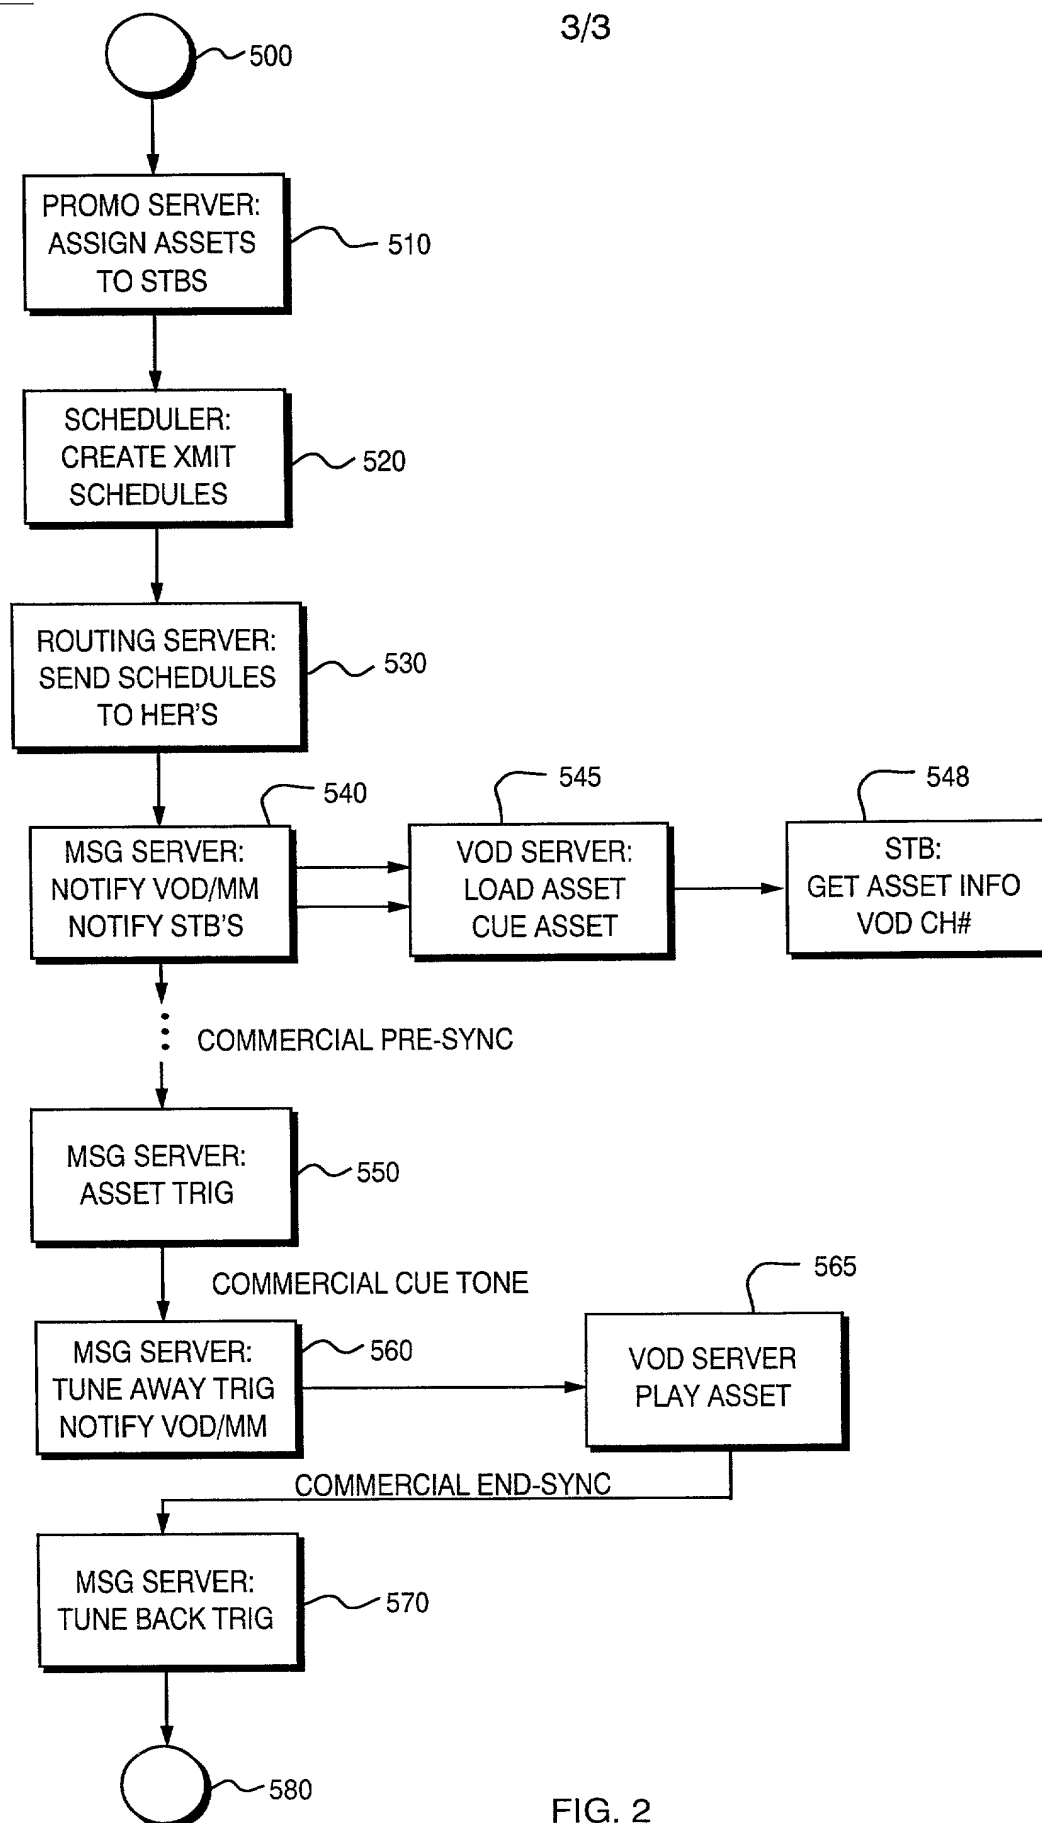 3/3
500
PROMO SERVER:
ASSIGN ASSETS
TO STBS
510
SCHEDULER:
CREATE XMIT
SCHEDULES
520
ROUTING SERVER:
SEND SCHEDULES
TO HER'S
530
540
MSG SERVER:
NOTIFY VOD/MM
NOTIFY STB'S
545
VOD SERVER:
LOAD ASSET
CUE ASSET
548
STB:
GET ASSET INFO
VOD CH#
COMMERCIAL PRE-SYNC
MSG SERVER:
ASSET TRIG
550
COMMERCIAL CUE TONE
MSG SERVER:
TUNE AWAY TRIG
NOTIFY VOD/MM
560
565
VOD SERVER
PLAY ASSET
COMMERCIAL END-SYNC
MSG SERVER:
TUNE BACK TRIG
570
580
FIG. 2